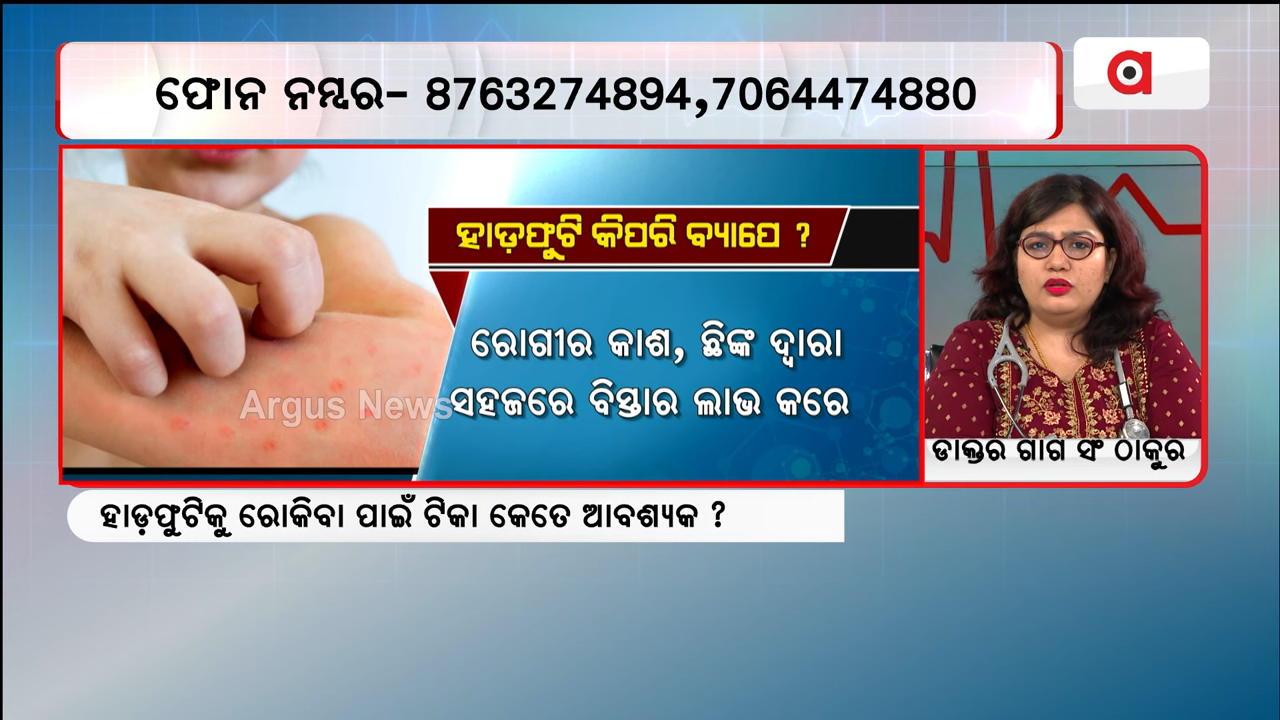 ଫୋନ ନମ୍ବର- 8763274894,7064474880
ହାଡ଼ଫୁଟି କିପରି ବ୍ୟାପେ ?
ରୋଗୀର କାଶ, ଛିଙ୍କ ଦ୍ୱାରା
ସହଜରେ ବିସ୍ତାର ଲାଭ କରେ
Argus News
ଡାକ୍ତର ଗାଗ ସଂ ଠାକୁର
ହାଡ଼ଫୁଟିକୁ ରୋକିବା ପାଇଁ ଟିକା କେତେ ଆବଶ୍ୟକ ?